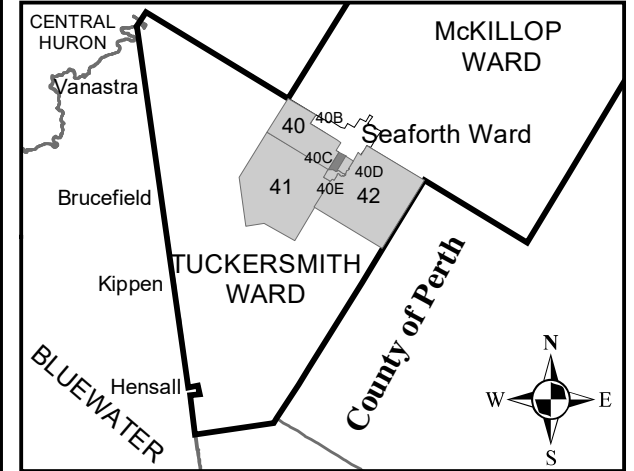 CENTRAL
HURON
McKILLOP
WARD
Vanastra
40B
40
Seaforth Ward
40C
40D
41
40E
42
Brucefield
TUCKERSMITH
WARD
Kippen
County of Perth
BLUEWATER
Hensall
N
W
E
S